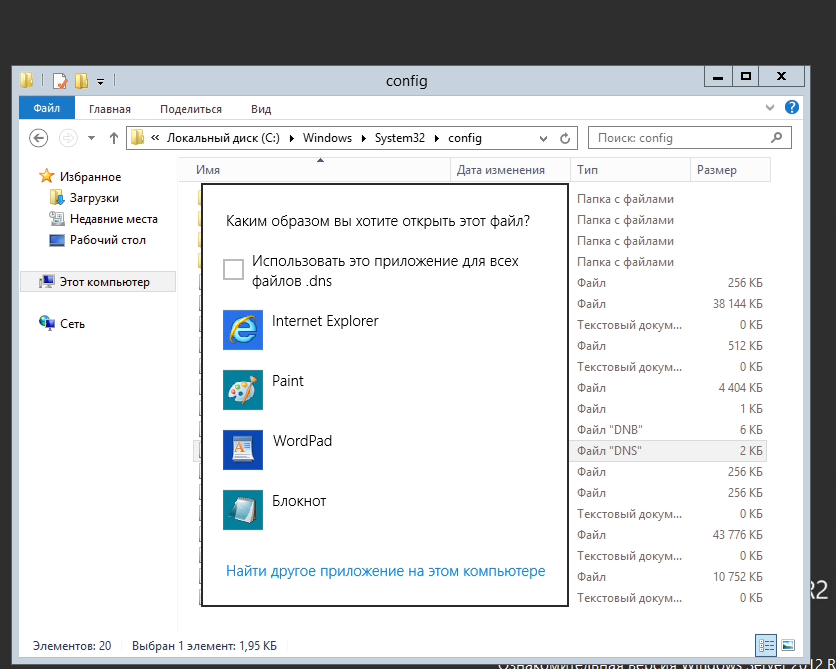 config
Файл
Главная
Поделиться
Вид
« Локальный диск (C:) Windows System32 config
Поиск: config
Избранное
Загрузки
Недавние места
Рабочий стол
Этот компьютер
Сеть
Имя Дата изменения Тип Размер
Папка с файлами
Папка с файлами
Папка с файлами
Папка с файлами
Файл 256 КБ
Файл 38 144 КБ
Текстовый докум... 0 КБ
Файл 512 КБ
Текстовый докум... 0 КБ
Файл 4 404 КБ
Файл 1 КБ
Файл "DNB" 6 КБ
Файл "DNS" 2 КБ
Файл 256 КБ
Файл 256 КБ
Текстовый докум... 0 КБ
Файл 43 776 КБ
Текстовый докум... 0 КБ
Файл 10 752 КБ
Текстовый докум... 0 КБ
Каким образом вы хотите открыть этот файл?
Использовать это приложение для всех
файлов .dns
Internet Explorer
Paint
WordPad
Блокнот
Найти другое приложение на этом компьютере
Элементов: 20 Выбран 1 элемент: 1,95 КБ
R2
Ознакомительная версия Windows Server 2012 R